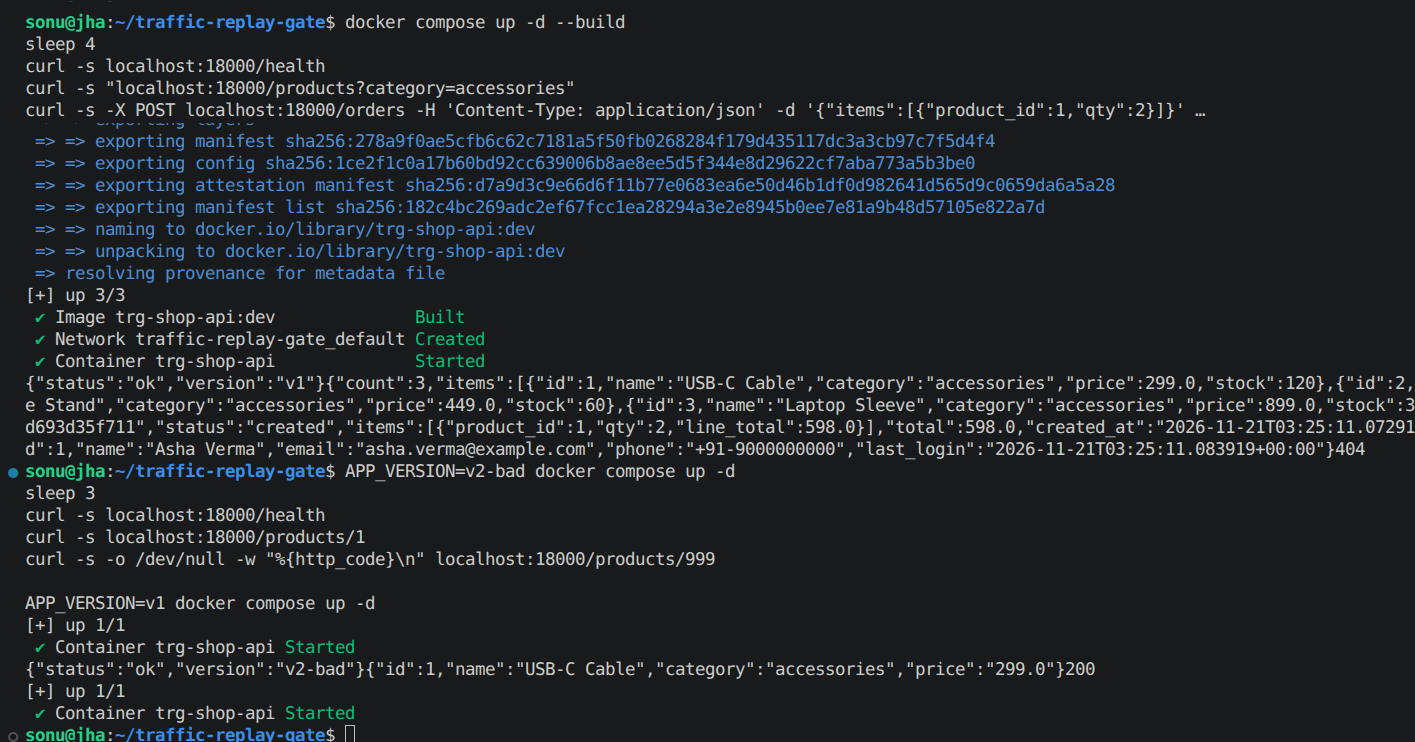 sonu@jha:~/traffic-replay-gate$ docker compose up -d --build
sleep 4
curl -s localhost:18000/health
curl -s "localhost:18000/products?category=accessories"
curl -s -X POST localhost:18000/orders -H 'Content-Type: application/json' -d '{"items":[{"product_id":1,"qty":2}]}' …
=> => exporting layers
=> => exporting manifest sha256:278a9f0ae5cfb6c62c7181a5f50fb0268284f179d435117dc3a3cb97c7f5d4f4
=> => exporting config sha256:1ce2f1c0a17b60bd92cc639006b8ae8ee5d5f344e8d29622cf7aba773a5b3be0
=> => exporting attestation manifest sha256:d7a9d3c9e66d6f11b77e0683ea6e50d46b1df0d982641d565d9c0659da6a5a28
=> => exporting manifest list sha256:182c4bc269adc2ef67fcc1ea28294a3e2e8945b0ee7e81a9b48d57105e822a7d
=> => naming to docker.io/library/trg-shop-api:dev
=> => unpacking to docker.io/library/trg-shop-api:dev
=> resolving provenance for metadata file
[+] up 3/3
✔ Image trg-shop-api:dev Built
✔ Network traffic-replay-gate_default Created
✔ Container trg-shop-api Started
{"status":"ok","version":"v1"}{"count":3,"items":[{"id":1,"name":"USB-C Cable","category":"accessories","price":299.0,"stock":120},{"id":2,
e Stand","category":"accessories","price":449.0,"stock":60},{"id":3,"name":"Laptop Sleeve","category":"accessories","price":899.0,"stock":3
d693d35f711","status":"created","items":[{"product_id":1,"qty":2,"line_total":598.0}],"total":598.0,"created_at":"2026-11-21T03:25:11.07291
d":1,"name":"Asha Verma","email":"asha.verma@example.com","phone":"+91-9000000000","last_login":"2026-11-21T03:25:11.083919+00:00"}404
sonu@jha:~/traffic-replay-gate$ APP_VERSION=v2-bad docker compose up -d
sleep 3
curl -s localhost:18000/health
curl -s localhost:18000/products/1
curl -s -o /dev/null -w "%{http_code}\n" localhost:18000/products/999
APP_VERSION=v1 docker compose up -d
[+] up 1/1
✔ Container trg-shop-api Started
{"status":"ok","version":"v2-bad"}{"id":1,"name":"USB-C Cable","category":"accessories","price":"299.0"}200
[+] up 1/1
✔ Container trg-shop-api Started
sonu@jha:~/traffic-replay-gate$